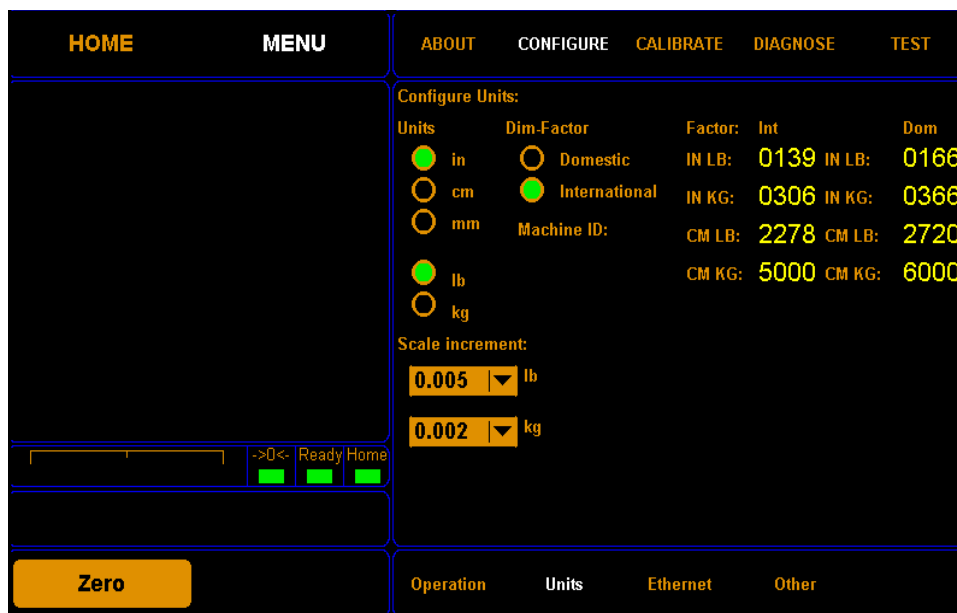 HOME MENU ABOUT CONFIGURE CALIBRATE DIAGNOSE TEST
Configure Units:
Units Dim-Factor Factor: Int Dom
in Domestic IN LB: 0139 IN LB: 0166
cm International IN KG: 0306 IN KG: 0366
mm Machine ID: CM LB: 2278 CM LB: 2720
lb CM KG: 5000 CM KG: 6000
kg
Scale increment:
0.005 lb
0.002 kg
->0<- Ready Home
Zero Operation Units Ethernet Other